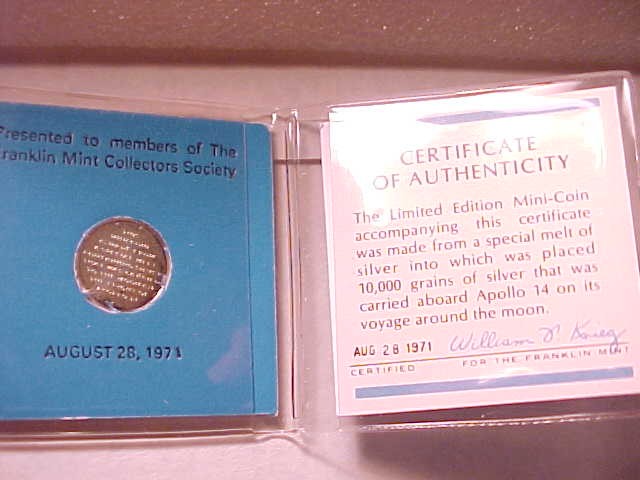 Presented to members of The
Franklin Mint Collectors Society
AUGUST 28, 1971
CERTIFICATE
OF AUTHENTICITY
The Limited Edition Mini-Coin
accompanying this certificate
was made from a special melt of
silver into which was placed
10,000 grains of silver that was
carried aboard Apollo 14 on its
voyage around the moon.
AUG 28 1971 William
CERTIFIED FOR THE FRANKLIN MINT